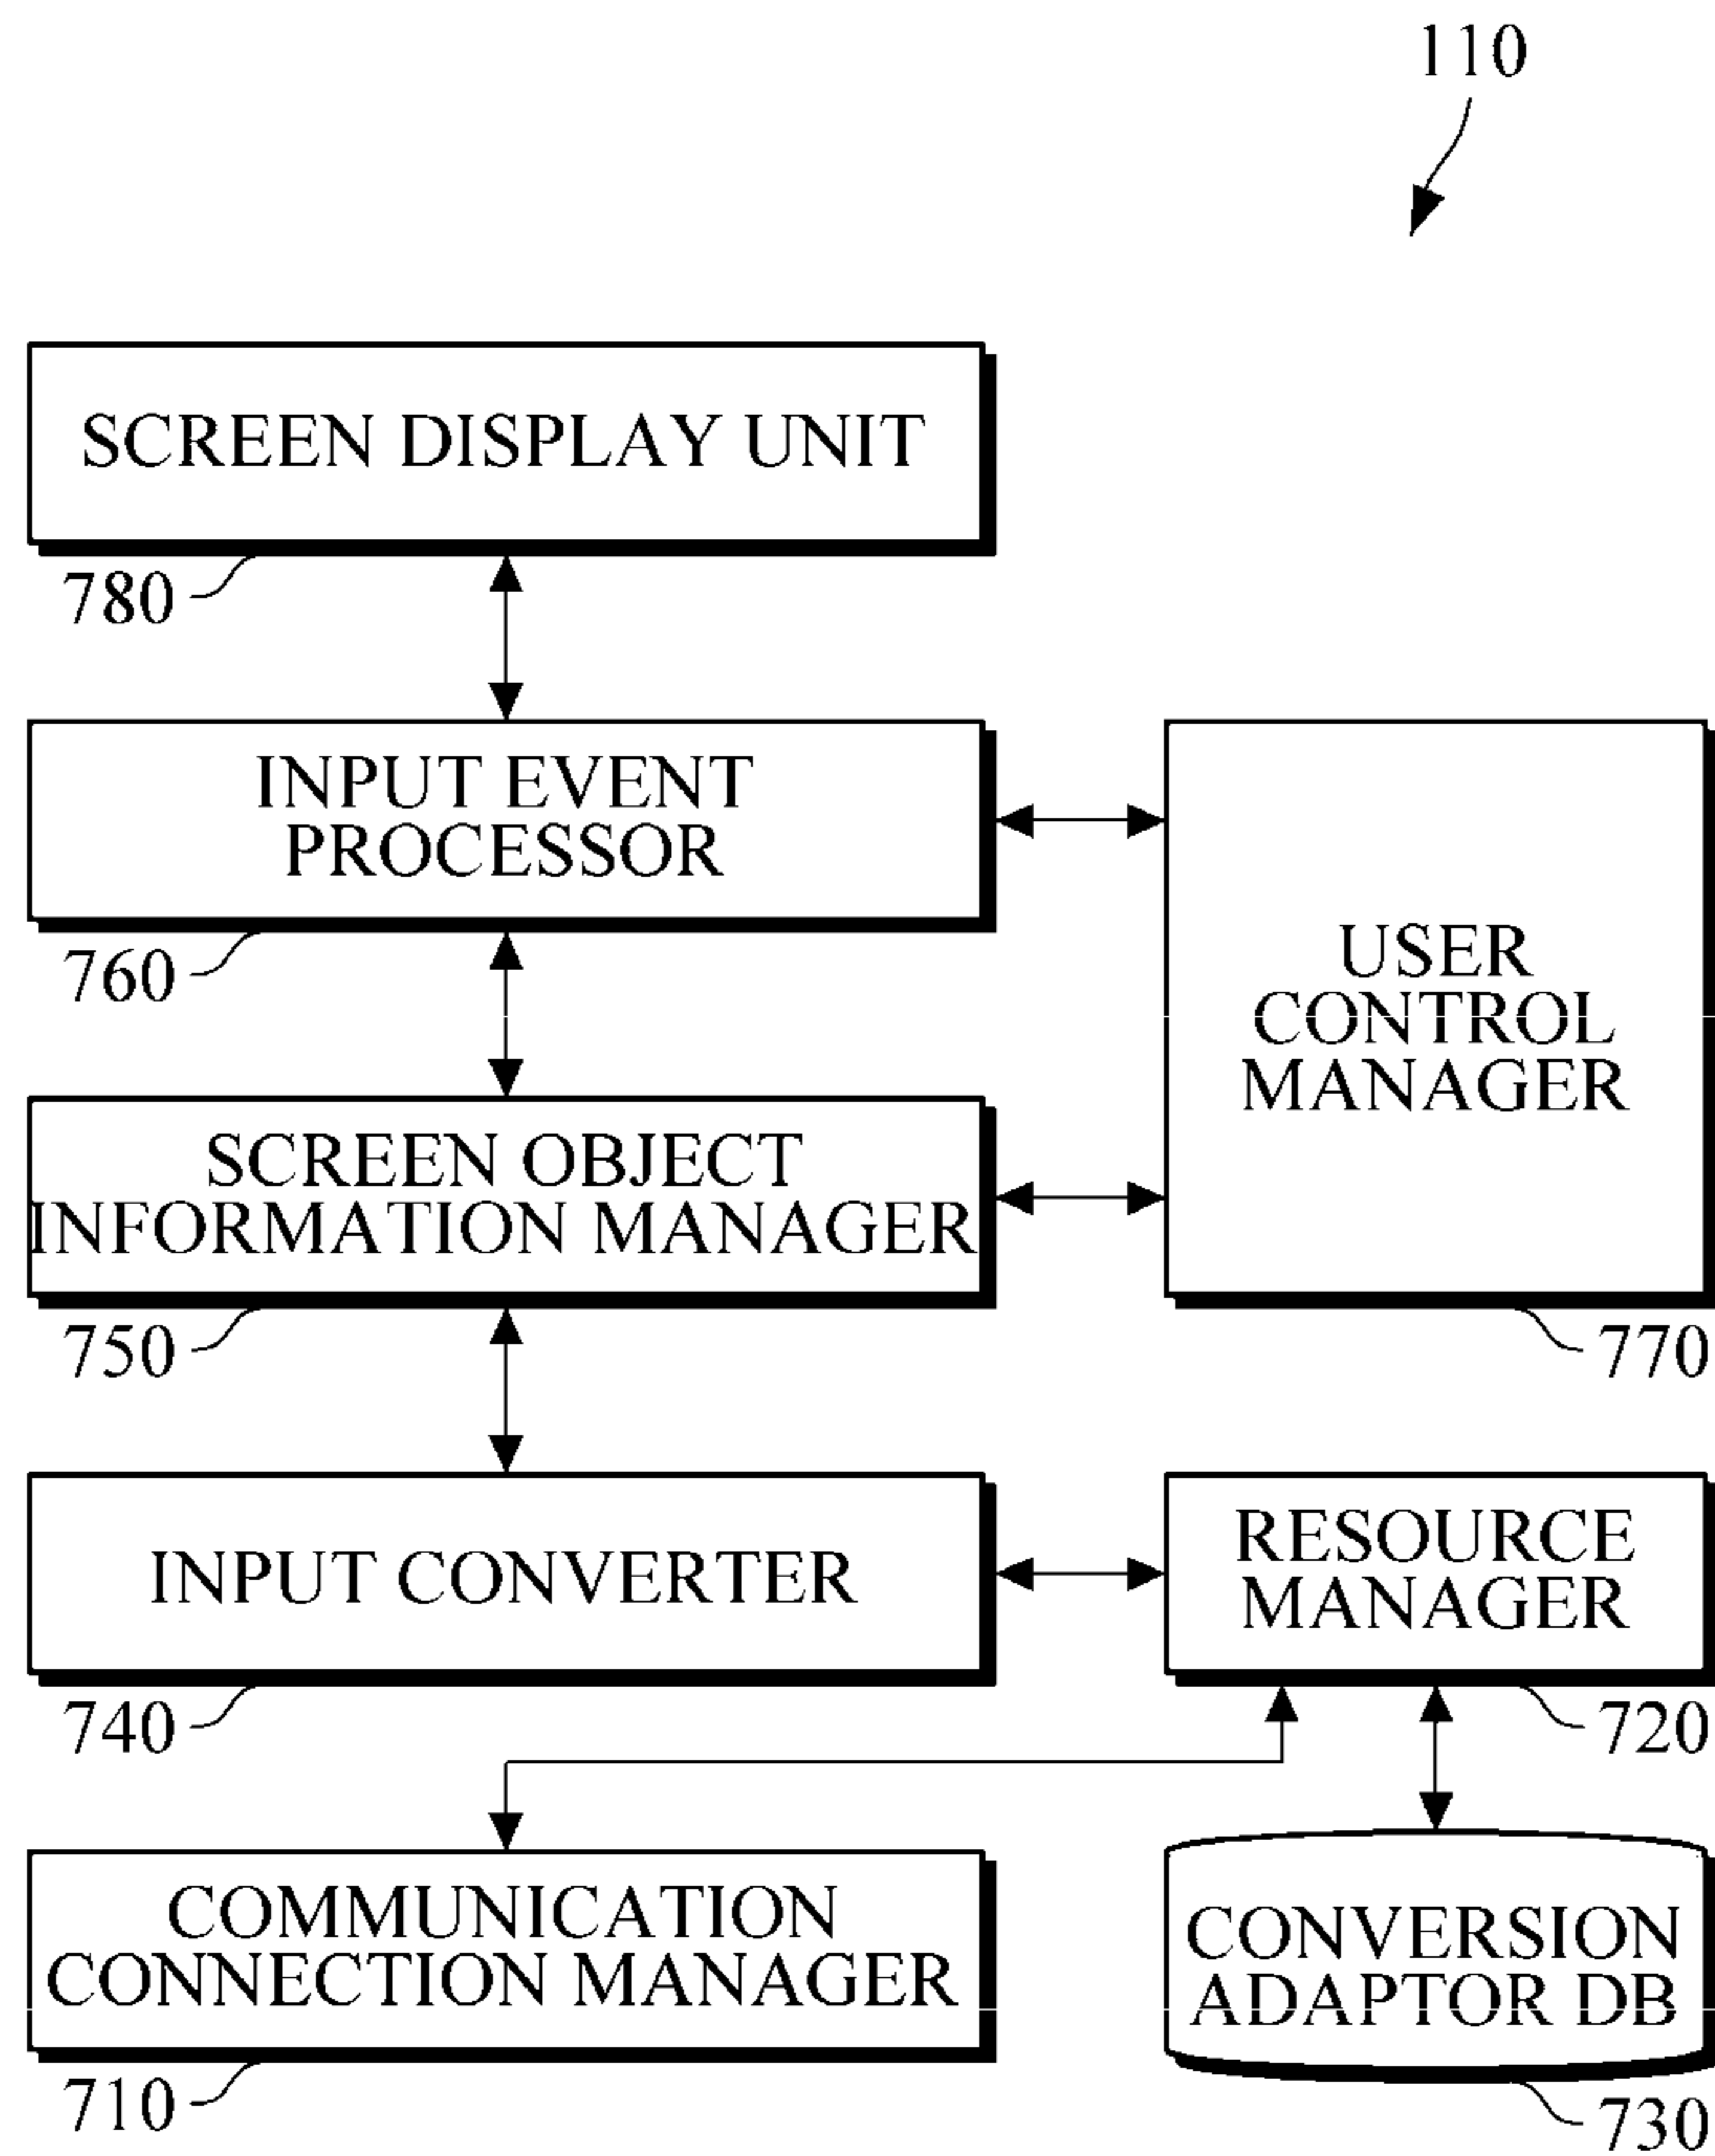 110
SCREEN DISPLAY UNIT
780
INPUT EVENT
PROCESSOR
760
USER
CONTROL
MANAGER
770
SCREEN OBJECT
INFORMATION MANAGER
750
INPUT CONVERTER
740
RESOURCE
MANAGER
720
COMMUNICATION
CONNECTION MANAGER
710
CONVERSION
ADAPTOR DB
730